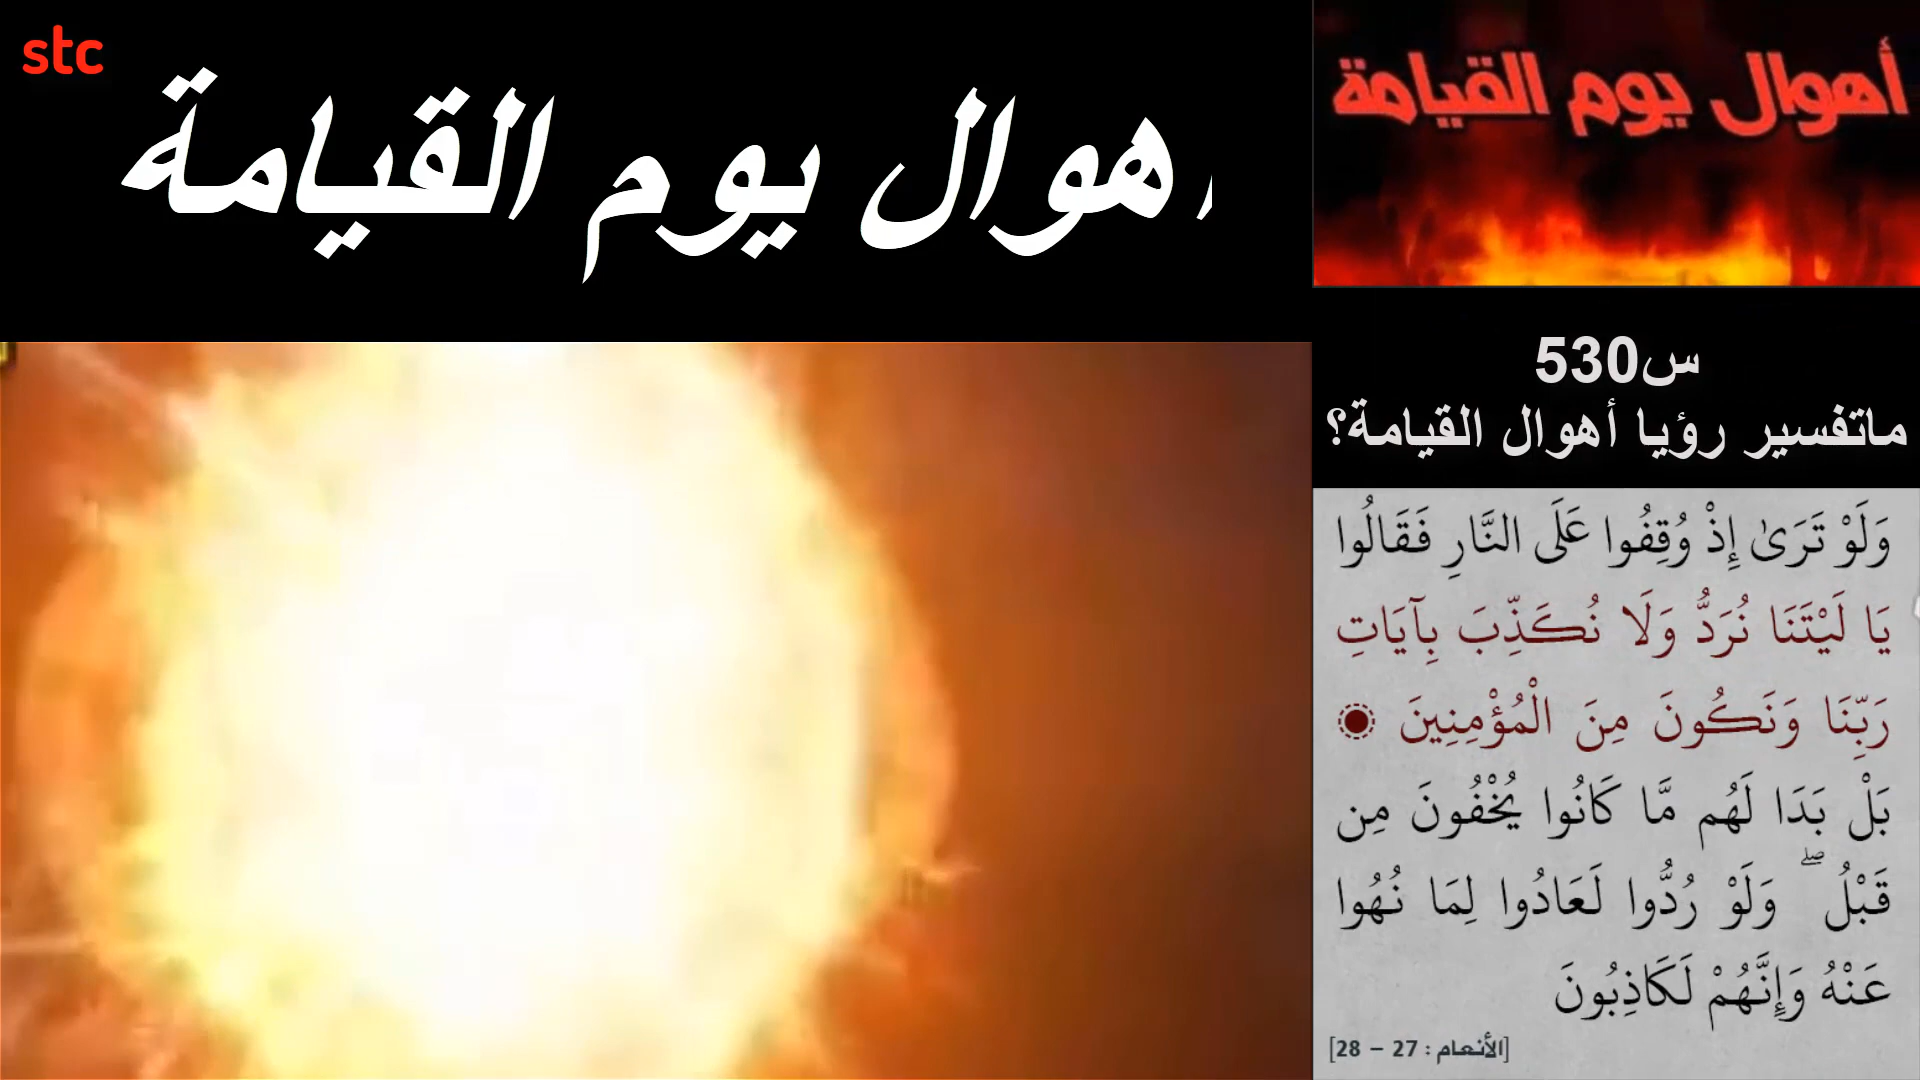 stc
اهوال يوم القيامة
أهوال يوم القيامة
س530
ماتفسير رؤيا أهوال القيامة؟
وَلَوْ تَرَىٰ إِذْ وُقِفُوا عَلَى النَّارِ فَقَالُوا
يَا لَيْتَنَا نُرَدُّ وَلَا نُكَذِّبَ بِآيَاتِ
رَبِّنَا وَنَكُونَ مِنَ الْمُؤْمِنِينَ
بَلْ بَدَا لَهُم مَّا كَانُوا يُخْفُونَ مِن
قَبْلُ ۖ وَلَوْ رُدُّوا لَعَادُوا لِمَا نُهُوا
عَنْهُ وَإِنَّهُمْ لَكَاذِبُونَ
[الأنعام : 27 - 28]